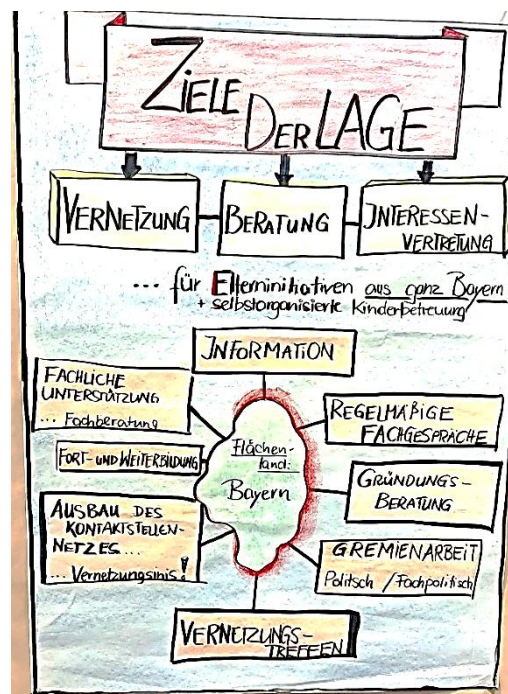 ZIELE
DER LAGE
VERNETZUNG
BERATUNG
INTERESSEN-
VERTRETUNG
... für Elterninitiativen aus ganz Bayern
+ selbstorganisierte Kinderbetreuung
INFORMATION
FACHLICHE
UNTERSTÜTZUNG
... Fachberatung
FORT- UND WEITERBILDUNG
AUSBAU DES
KONTAKTSTELLEN-
NETZES...
... Vernetzungsinis!
Flächen-
land:
Bayern
REGELMÄßIGE
FACHGESPRÄCHE
GRÜNDUNGS-
BERATUNG
GREMIENARBEIT
Politsch / Fachpolitisch
VERNETZUNGS-
TREFFEN